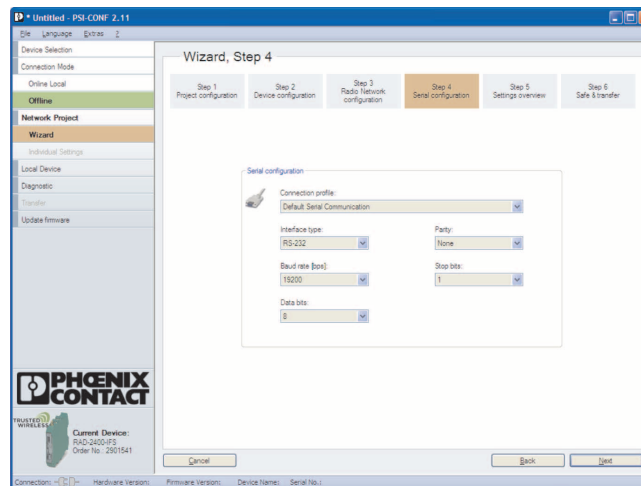 * Untitled - PSI-CONF 2.11
File Language Extras ?
Device Selection
Connection Mode
Online Local
Offline
Network Project
Wizard
Individual Settings
Local Device
Diagnostic
Transfer
Update firmware
Wizard, Step 4
Step 1
Project configuration
Step 2
Device configuration
Step 3
Radio Network
configuration
Step 4
Serial configuration
Step 5
Settings overview
Step 6
Safe & transfer
Serial configuration
Connection profile:
Default Serial Communication
Interface type:
RS-232
Parity:
None
Baud rate [bps]:
19200
Stop bits:
1
Data bits:
8
PHŒNIX
CONTACT
TRUSTED
WIRELESS
Current Device:
RAD-2400-IFS
Order No.: 2901541
Cancel
Back
Next
Connection: Hardware Version: Firmware Version: Device Name: Serial No.: